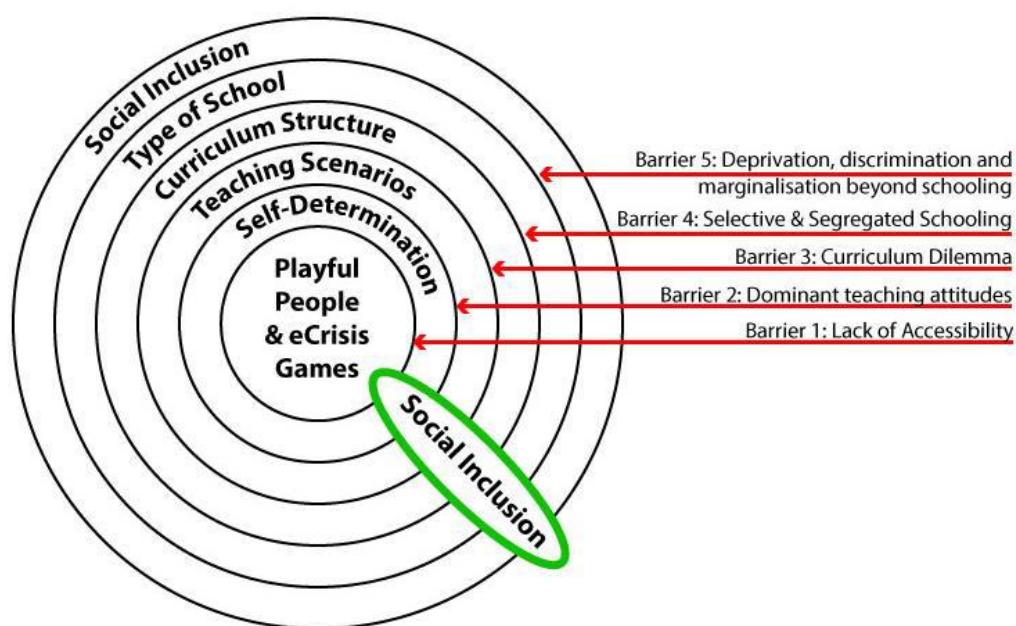 Social Inclusion
Type of School
Curriculum Structure
Teaching Scenarios
Self-Determination
Playful
People
& eCrisis
Games
Social Inclusion
Barrier 5: Deprivation, discrimination and
marginalisation beyond schooling
Barrier 4: Selective & Segregated Schooling
Barrier 3: Curriculum Dilemma
Barrier 2: Dominant teaching attitudes
Barrier 1: Lack of Accessibility